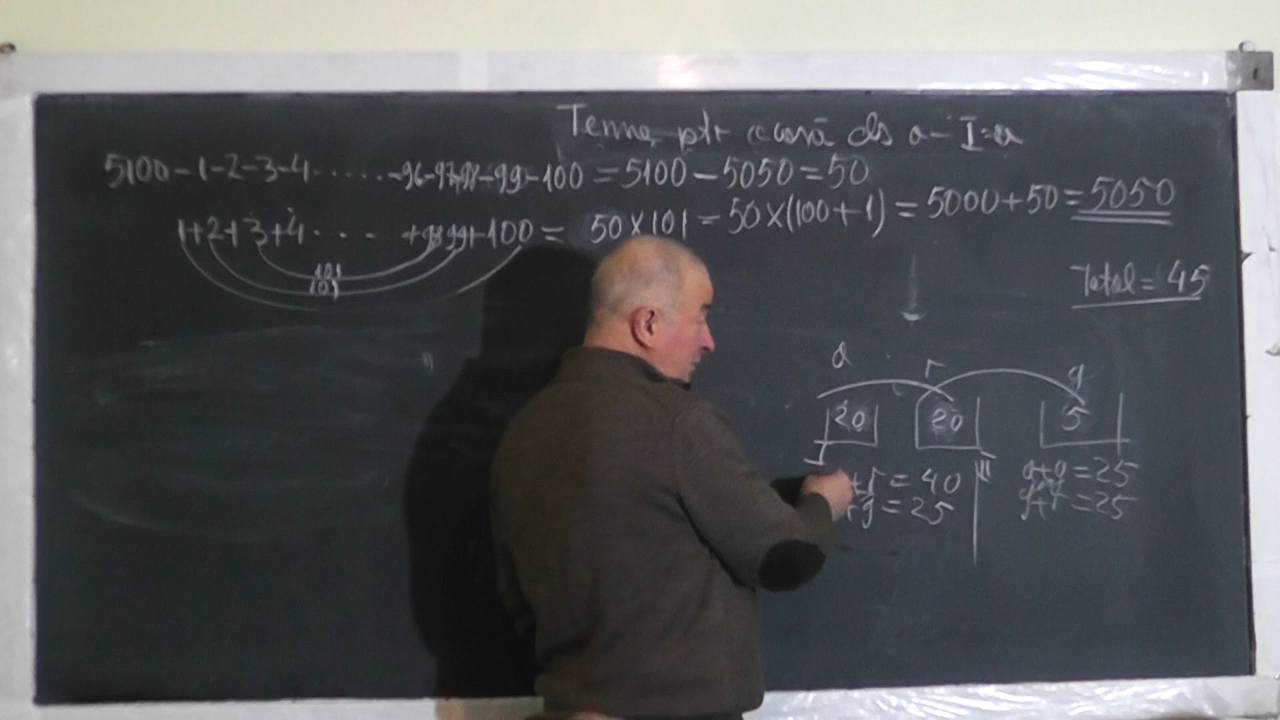 Tema ptr acasă ds a-I-a
5100-1-2-3-4......-96-97-98-99-100=5100-5050=50
1+2+3+4.... +98+99+100= 50×101=50×(100+1)=5000+50=5050
101
101
Total=45
a r g
20 20 5
+r=40 a+g=25
+g=25 g+r=25